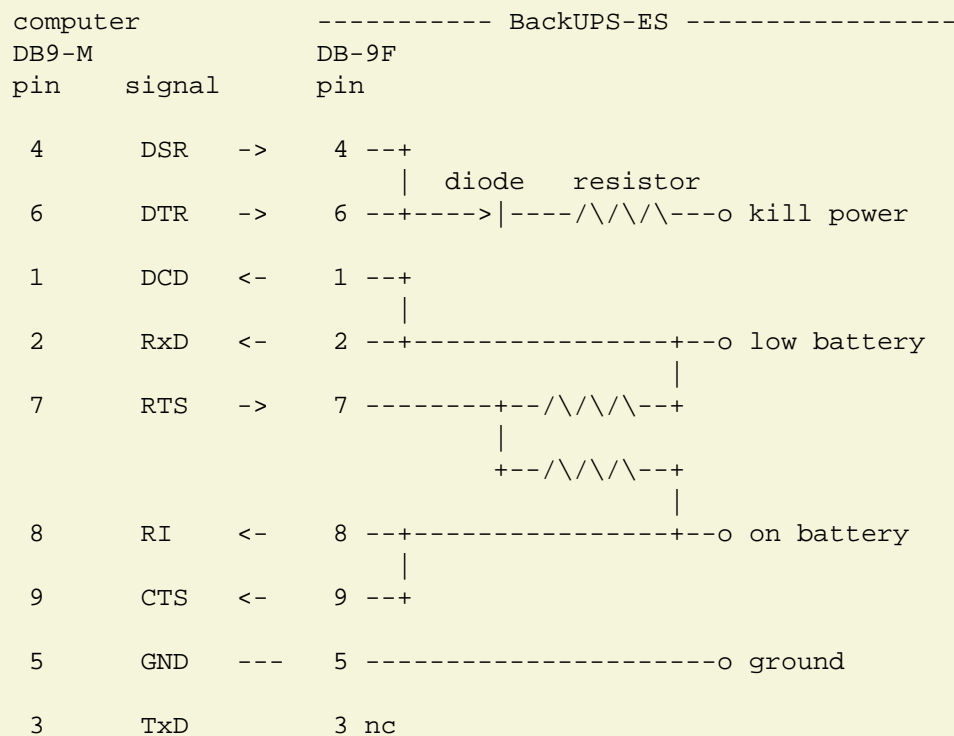 computer           ----------- BackUPS-ES -----------------
DB9-M              DB-9F
pin    signal      pin
 4      DSR  ->     4 --+
                        |  diode   resistor
 6      DTR  ->     6 --+---->|----/\/\/\---o kill power
 1      DCD  <-     1 --+
                        |
 2      RxD  <-     2 --+----------------+--o low battery
                                         |
 7      RTS  ->     7 --------+--/\/\/\--+
                              |
                              +--/\/\/\--+
                                         |
 8      RI   <-     8 --+----------------+--o on battery
                        |
 9      CTS  <-     9 --+
 5      GND  ---    5 ----------------------o ground
 3      TxD         3 nc